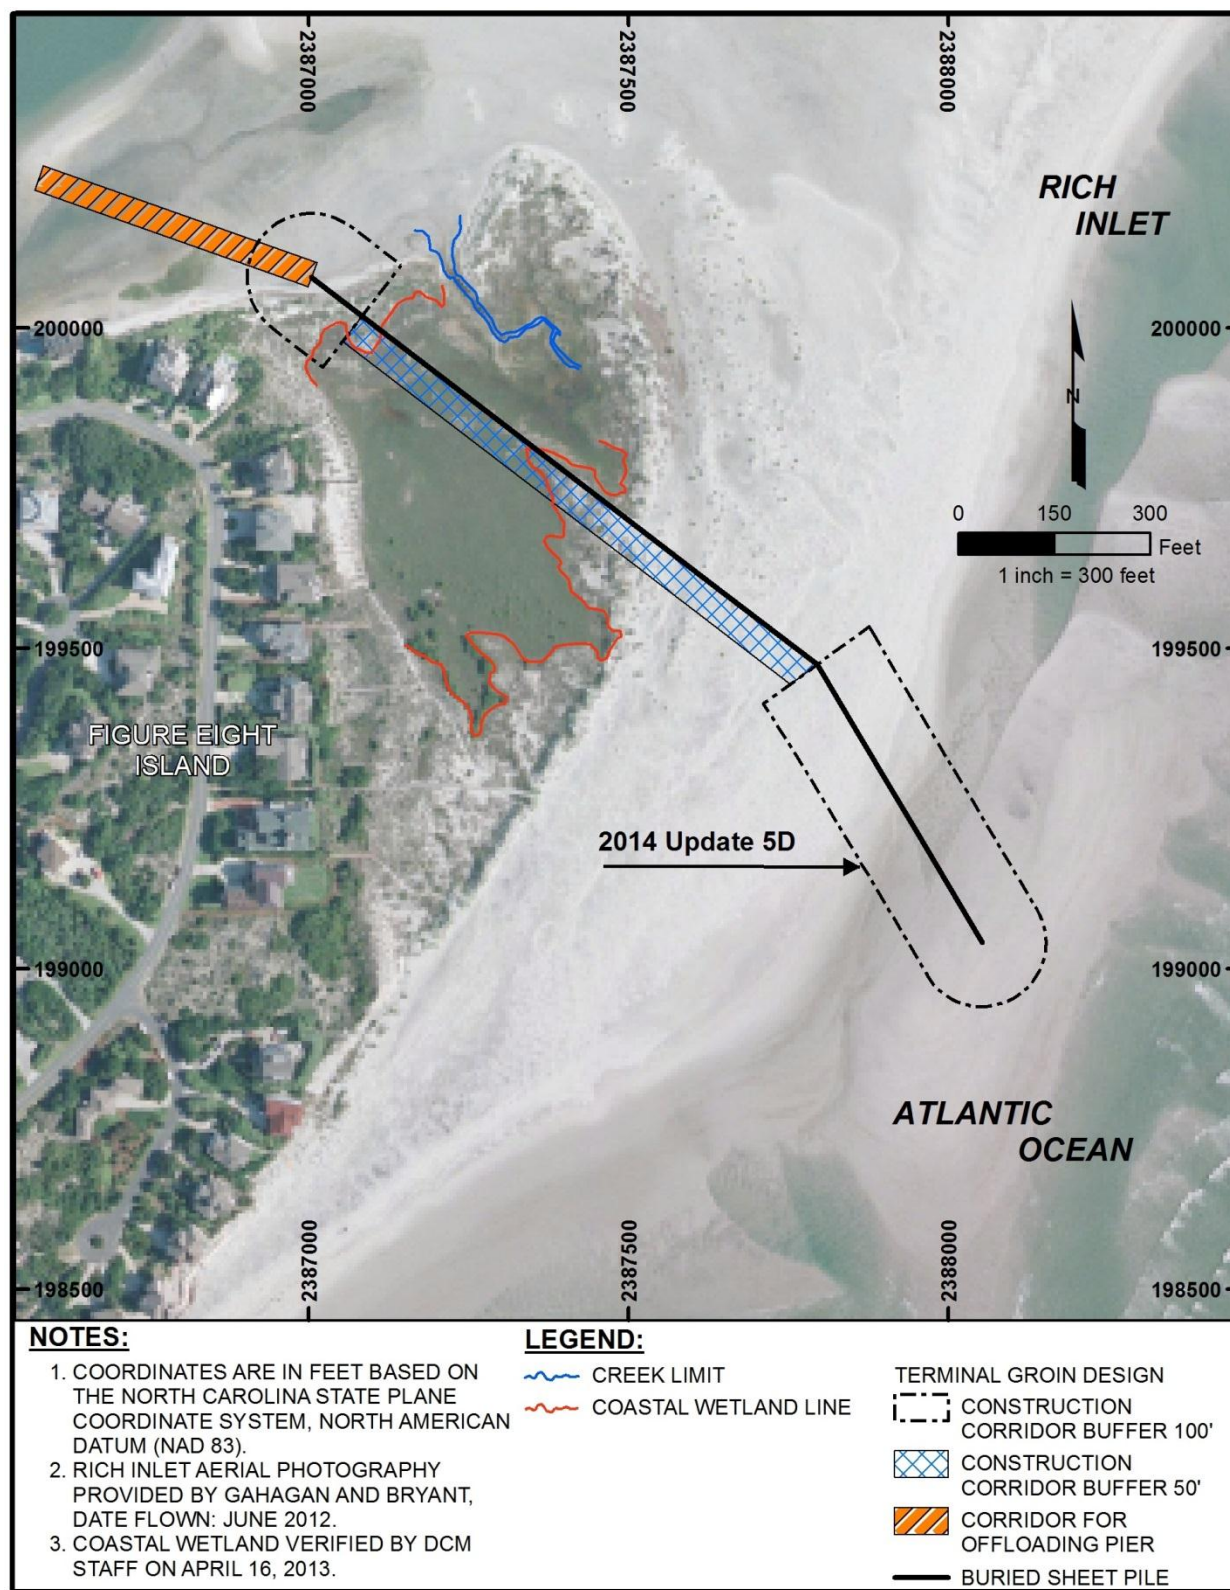 2387000
2387500
2388000
RICH
INLET
200000
200000
N
0 150 300
Feet
1 inch = 300 feet
199500
199500
FIGURE EIGHT
ISLAND
2014 Update 5D
199000
199000
ATLANTIC
OCEAN
2387000
2387500
2388000
198500
198500
NOTES:
1. COORDINATES ARE IN FEET BASED ON
THE NORTH CAROLINA STATE PLANE
COORDINATE SYSTEM, NORTH AMERICAN
DATUM (NAD 83).
2. RICH INLET AERIAL PHOTOGRAPHY
PROVIDED BY GAHAGAN AND BRYANT,
DATE FLOWN: JUNE 2012.
3. COASTAL WETLAND VERIFIED BY DCM
STAFF ON APRIL 16, 2013.
LEGEND:
CREEK LIMIT
COASTAL WETLAND LINE
TERMINAL GROIN DESIGN
CONSTRUCTION
CORRIDOR BUFFER 100'
CONSTRUCTION
CORRIDOR BUFFER 50'
CORRIDOR FOR
OFFLOADING PIER
BURIED SHEET PILE